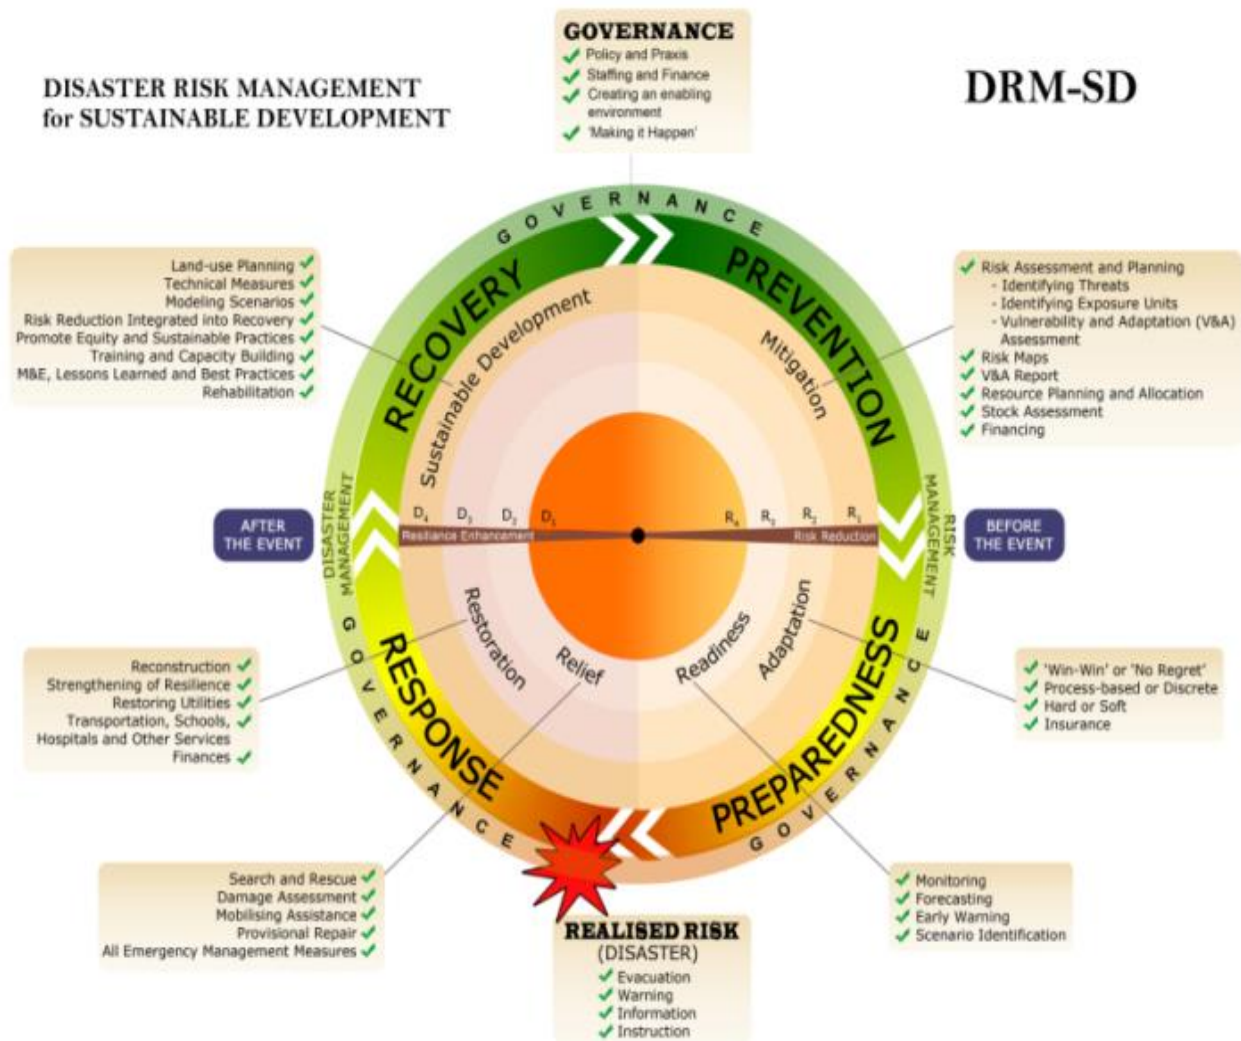 DISASTER RISK MANAGEMENT
for SUSTAINABLE DEVELOPMENT
GOVERNANCE
Policy and Praxis
Staffing and Finance
Creating an enabling
environment
'Making it Happen'
DRM-SD
Land-use Planning
Technical Measures
Modeling Scenarios
Risk Reduction Integrated into Recovery
Promote Equity and Sustainable Practices
Training and Capacity Building
M&E, Lessons Learned and Best Practices
Rehabilitation
Risk Assessment and Planning
- Identifying Threats
- Identifying Exposure Units
- Vulnerability and Adaptation (V&A)
Assessment
Risk Maps
V&A Report
Resource Planning and Allocation
Stock Assessment
Financing
GOVERNANCE
RECOVERY
PREVENTION
Sustainable Development
Mitigation
AFTER
THE EVENT
DISASTER
MANAGEMENT
D4 D3 D2 D1
R4 R3 R2 R1
Resiliance Enhancement
Risk Reduction
RISK
MANAGEMENT
BEFORE
THE EVENT
Restoration
Relief
Readiness
Adaptation
RESPONSE
PREPAREDNESS
GOVERNANCE
GOVERNANCE
Reconstruction
Strengthening of Resilience
Restoring Utilities
Transportation, Schools,
Hospitals and Other Services
Finances
'Win-Win' or 'No Regret'
Process-based or Discrete
Hard or Soft
Insurance
Search and Rescue
Damage Assessment
Mobilising Assistance
Provisional Repair
All Emergency Management Measures
REALISED RISK
(DISASTER)
Evacuation
Warning
Information
Instruction
Monitoring
Forecasting
Early Warning
Scenario Identification